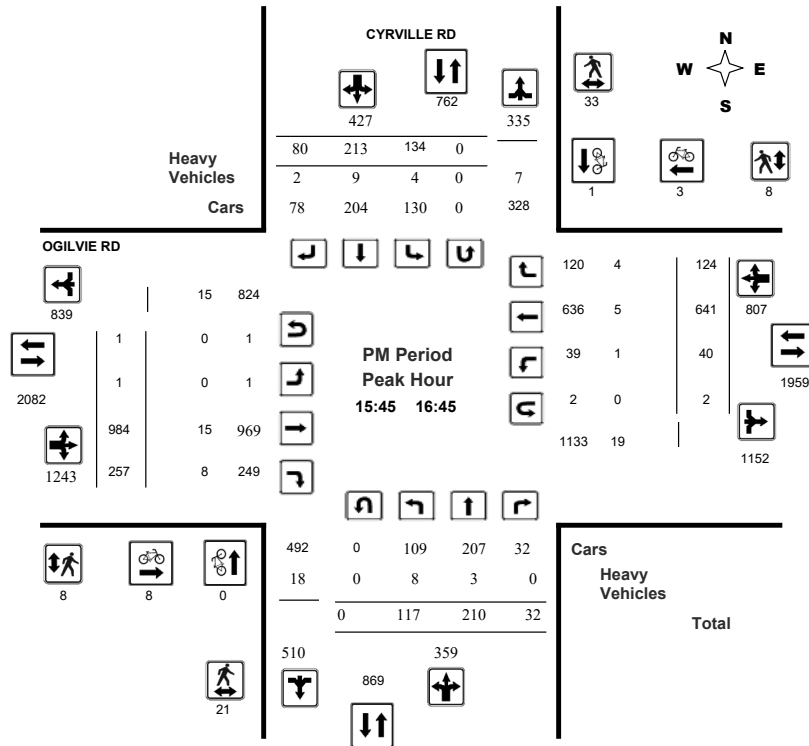 CYRVILLE RD
N
W E
S
762
33
427 335
80 213 134 0
Heavy
Vehicles
2 9 4 0 7
Cars 78 204 130 0 328
1 3 8
OGILVIE RD
839
15 824
120 4 124
807
636 5 641
1 0 1
2082
PM Period
Peak Hour
15:45 16:45
39 1 40
1959
1 0 1
2 0 2
984 15 969
1243
257 8 249
1133 19
1152
492 0 109 207 32
18 0 8 3 0
0 117 210 32
Cars
Heavy
Vehicles
Total
8 8 0
510 359
869
21